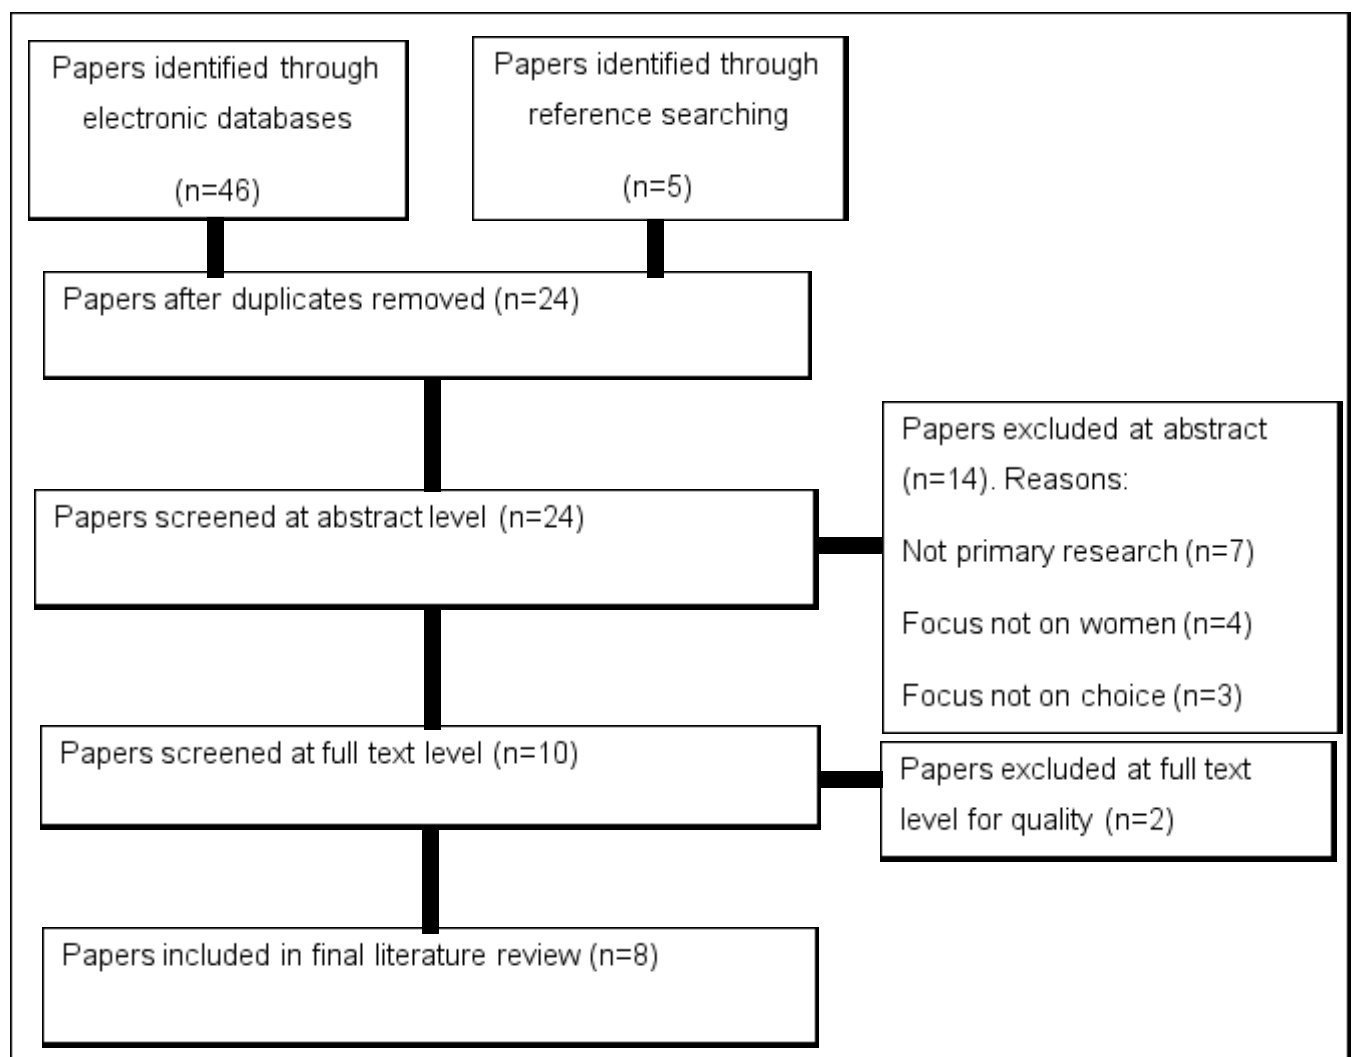 Papers identified through
electronic databases
(n=46)
Papers identified through
reference searching
(n=5)
Papers after duplicates removed (n=24)
Papers screened at abstract level (n=24)
Papers excluded at abstract
(n=14). Reasons:
Not primary research (n=7)
Focus not on women (n=4)
Focus not on choice (n=3)
Papers screened at full text level (n=10)
Papers excluded at full text
level for quality (n=2)
Papers included in final literature review (n=8)